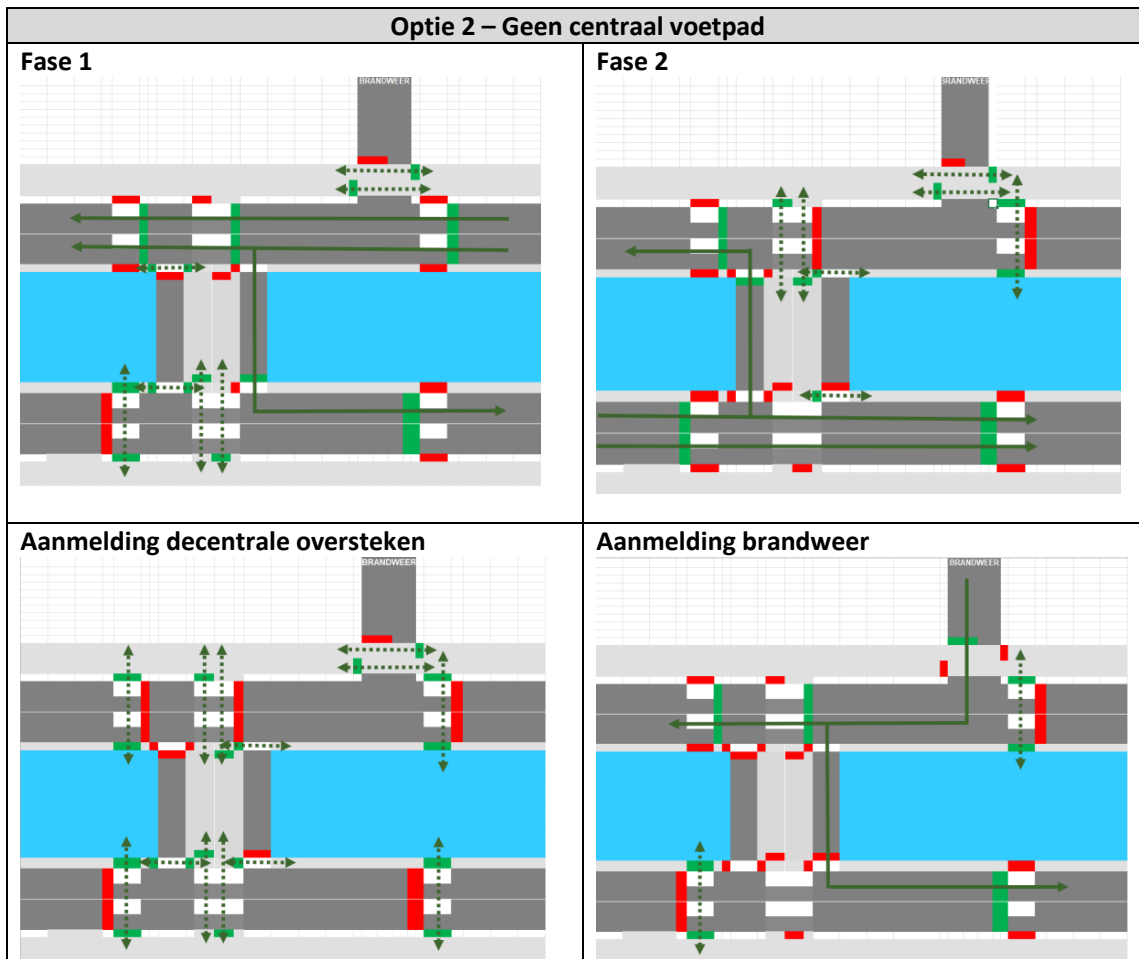 Optie 2 – Geen centraal voetpad
Fase 1
BRANDWEER
Fase 2
BRANDWEER
Aanmelding decentrale oversteken
BRANDWEER
Aanmelding brandweer
BRANDWEER